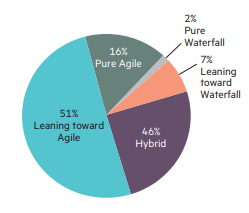 2%
Pure
Waterfall
16%
Pure Agile
7%
Leaning
toward
Waterfall
51%
Leaning toward
Agile
46%
Hybrid